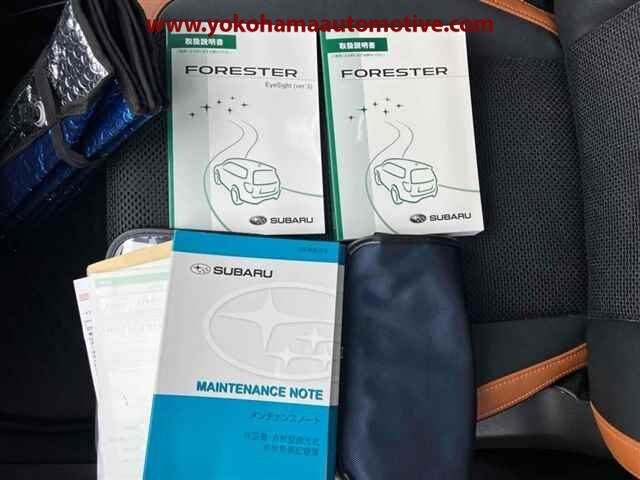 www.yokohamaautomotive.com
取扱説明書
FORESTER
EyeSight (ver.3)
SUBARU
取扱説明書
FORESTER
SUBARU
SUBARU
MAINTENANCE NOTE
メンテナンスノート